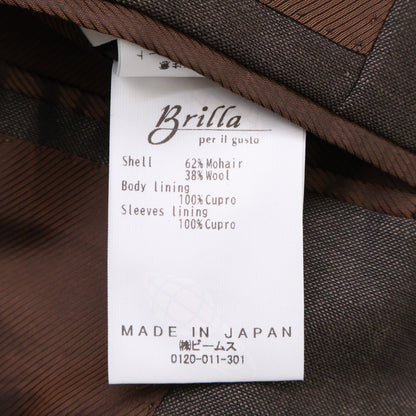 Brilla
per il gusto
Shell 62% Mohair
38% Wool
Body lining
100% Cupro
Sleeves lining
100% Cupro
MADE IN JAPAN
㈱ビームス
0120-011-301